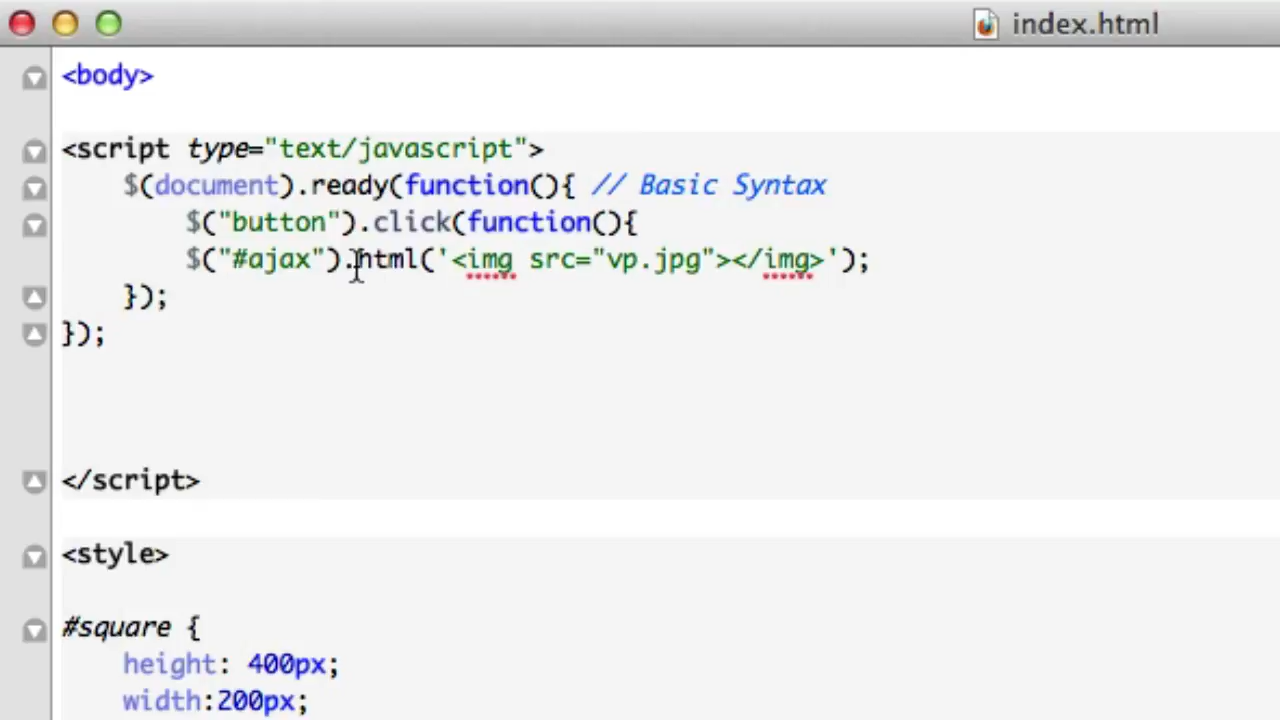 index.html
<body>
<script type="text/javascript">
$(document).ready(function(){ // Basic Syntax
$("button").click(function(){
$("#ajax").html('<img src="vp.jpg"></img>');
});
});
</script>
<style>
#square {
height: 400px;
width:200px;